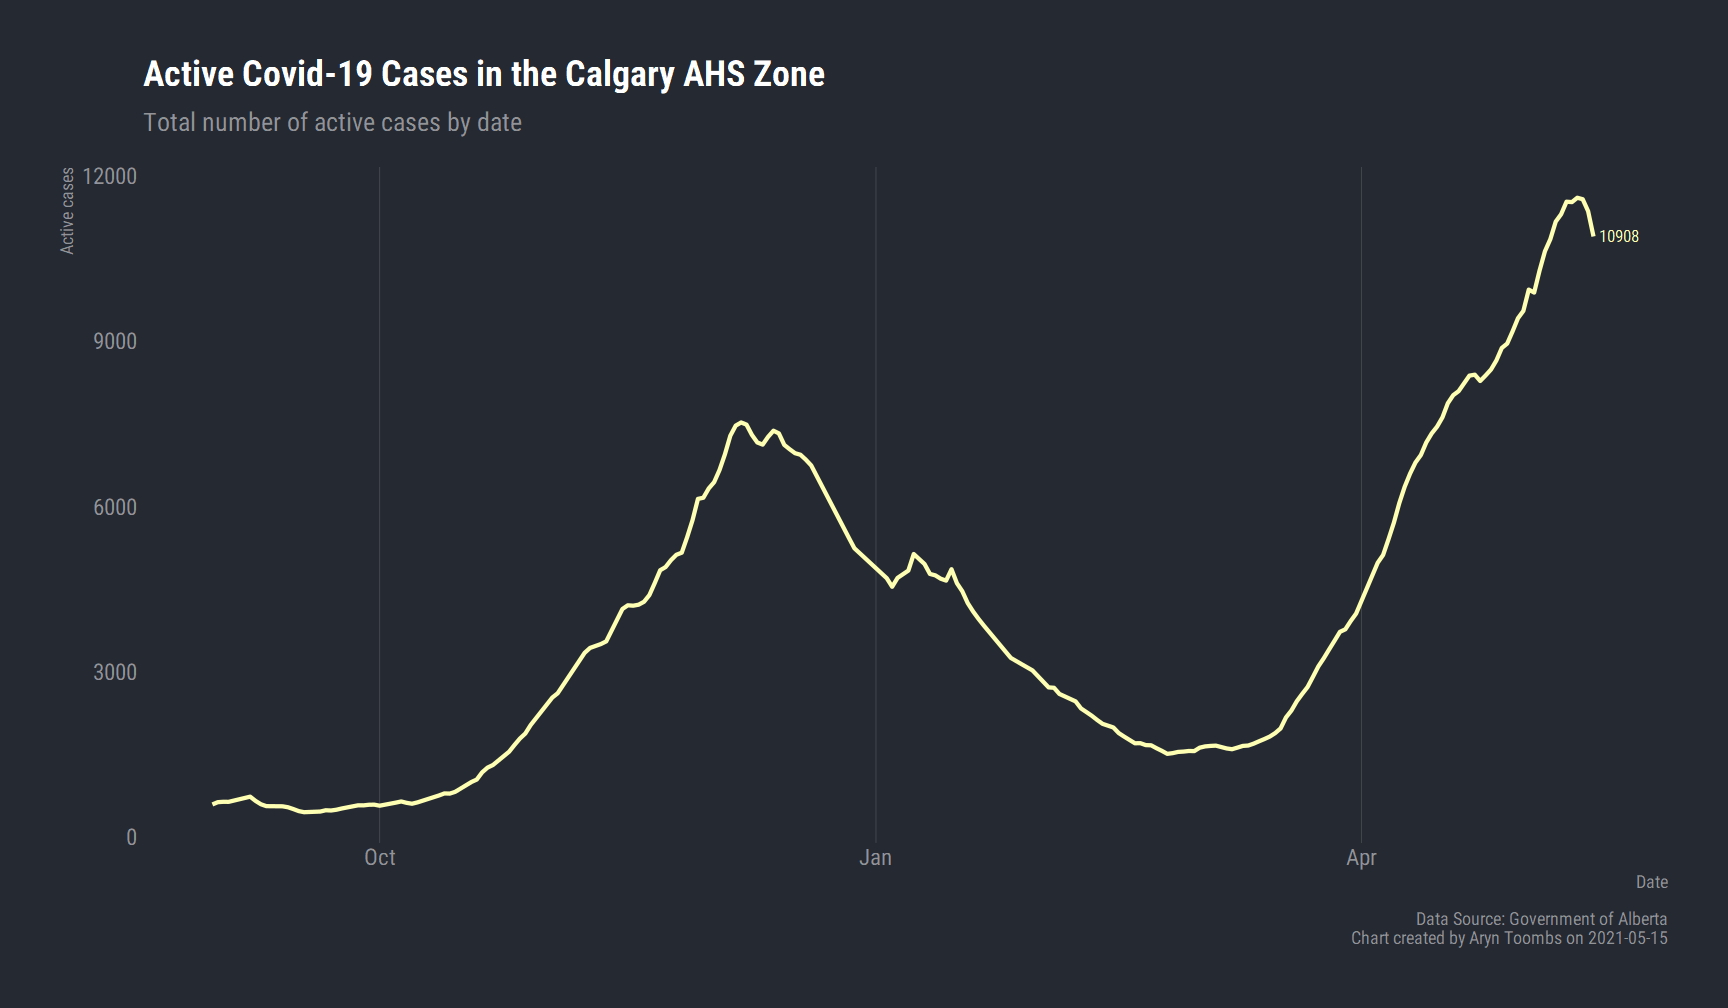 Active Covid-19 Cases in the Calgary AHS Zone
Total number of active cases by date
Active cases
12000
9000
6000
3000
0
10908
Oct
Jan
Apr
Date
Data Source: Government of Alberta
Chart created by Aryn Toombs on 2021-05-15